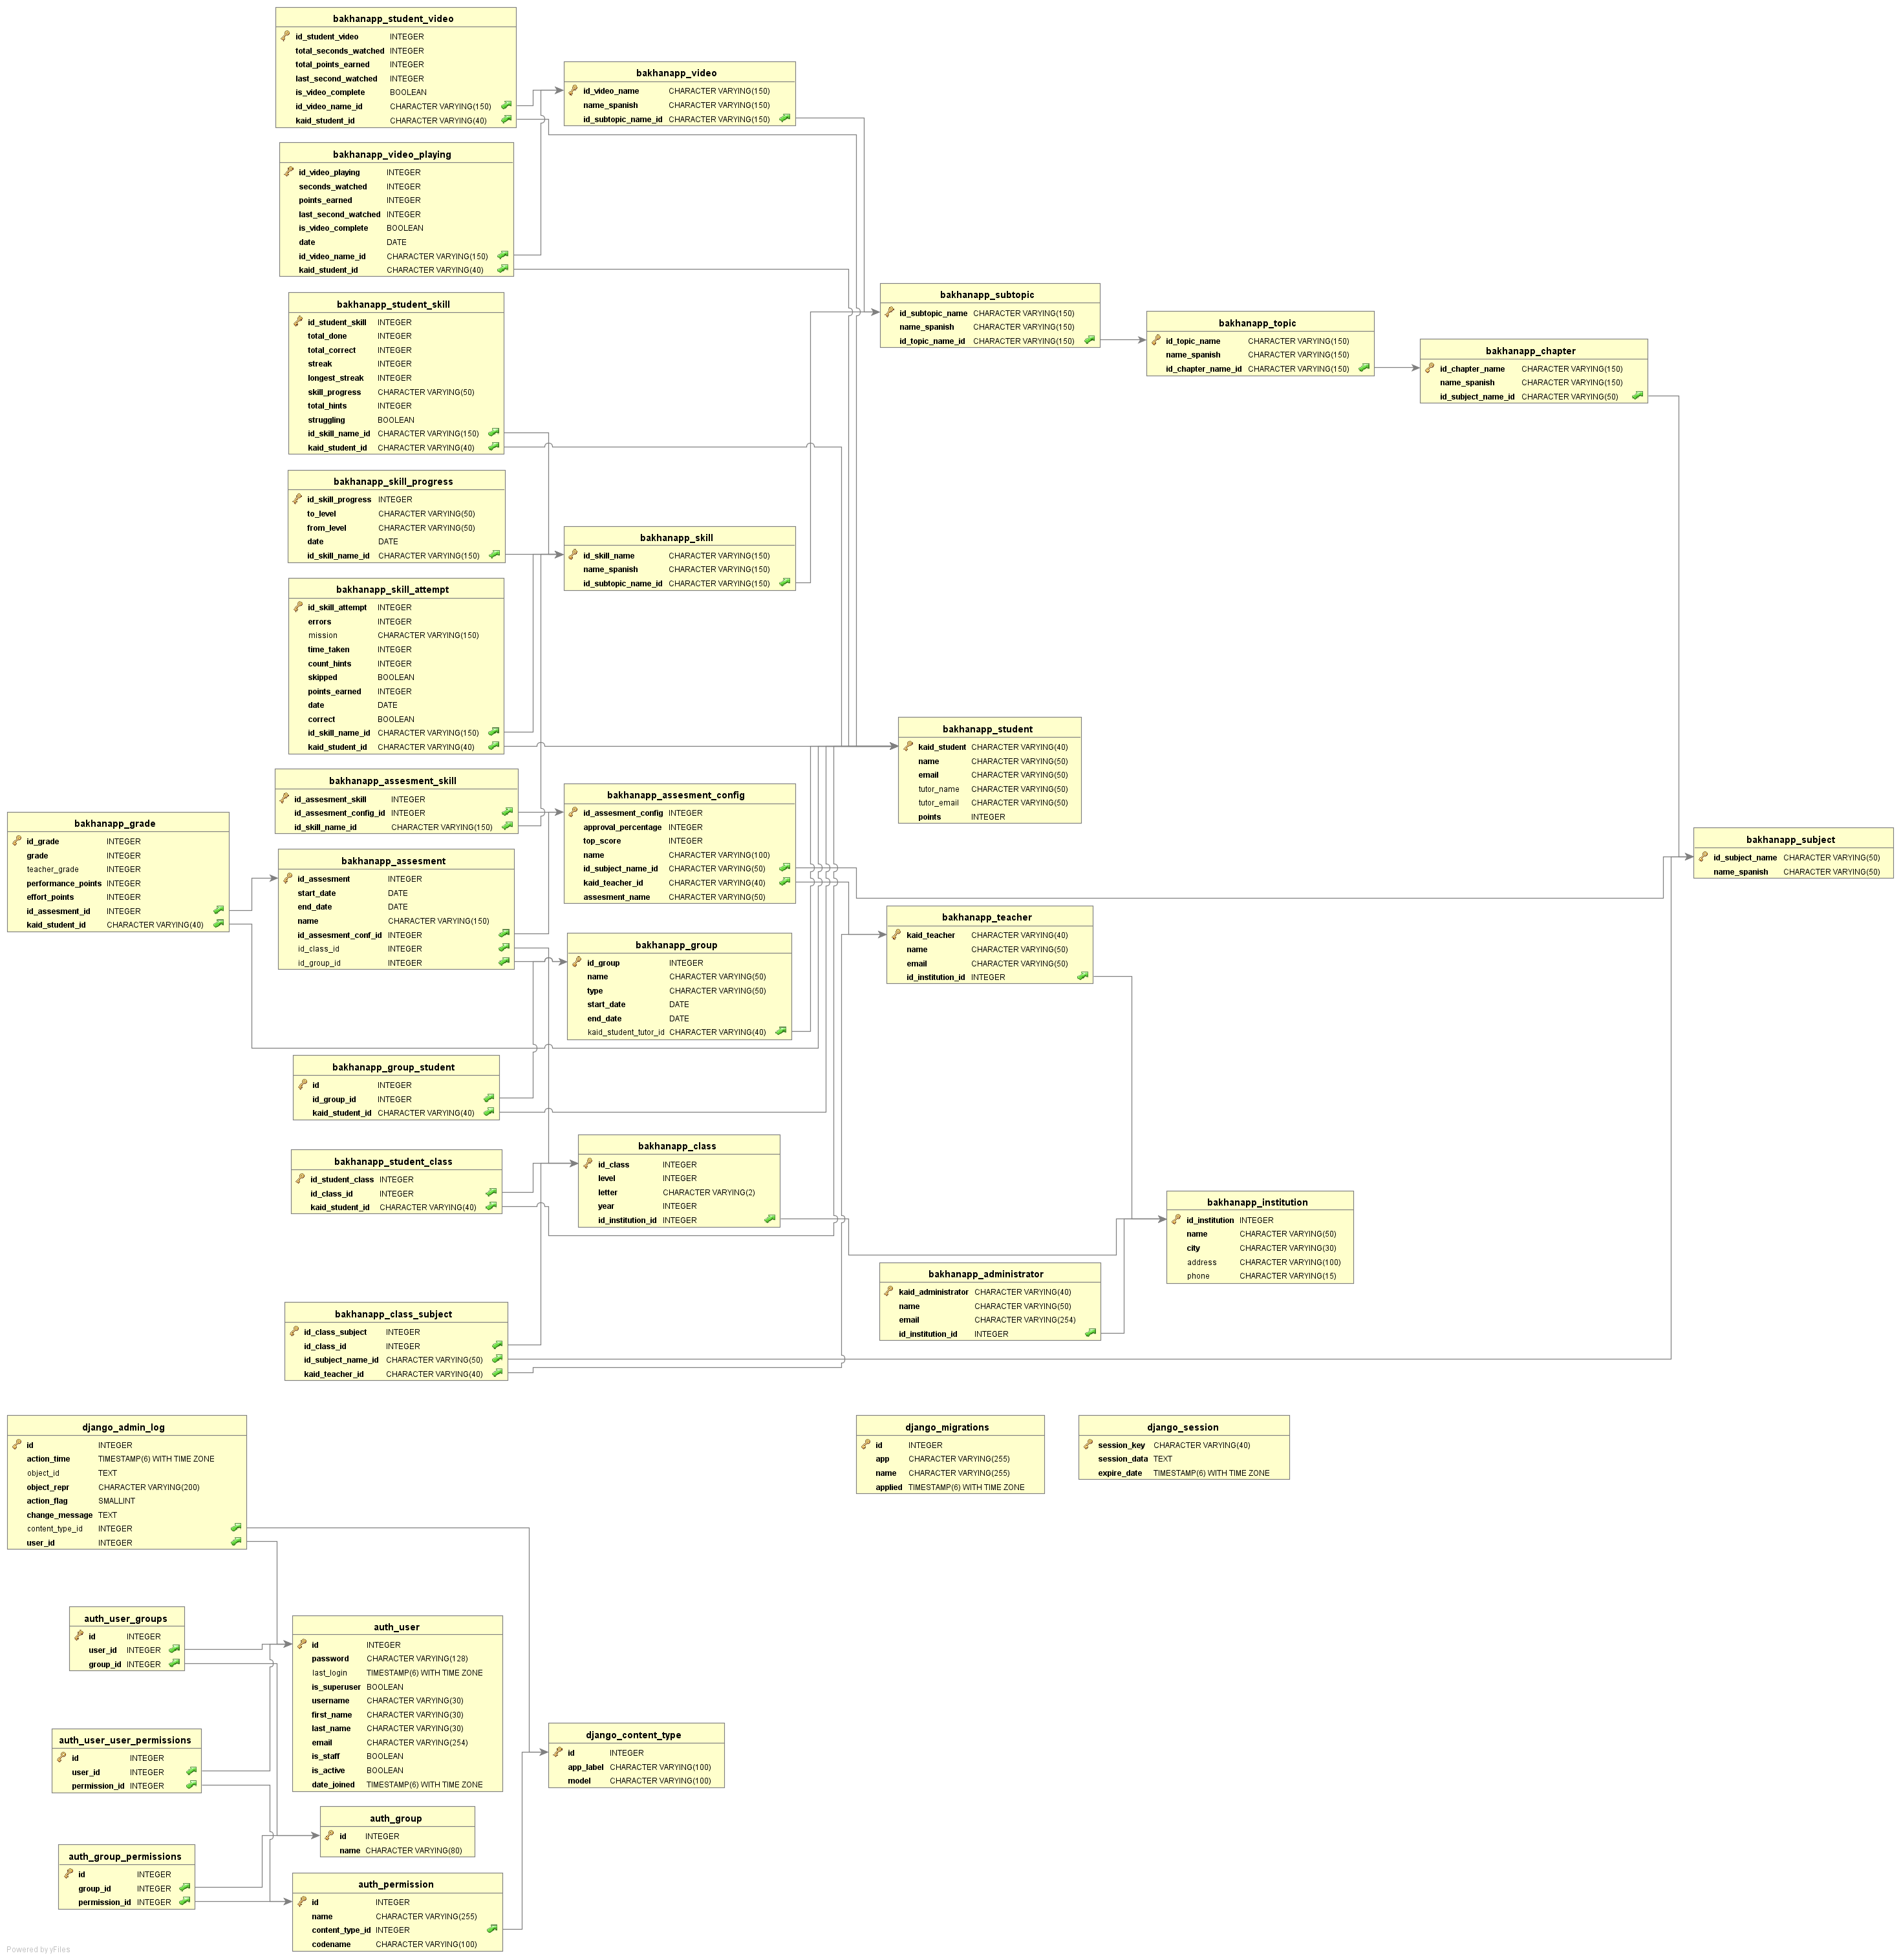 bakhanapp_student_video
id_student_video INTEGER
total_seconds_watched INTEGER
total_points_earned INTEGER
last_second_watched INTEGER
is_video_complete BOOLEAN
id_video_name_id CHARACTER VARYING(150)
kaid_student_id CHARACTER VARYING(40)
bakhanapp_video
id_video_name CHARACTER VARYING(150)
name_spanish CHARACTER VARYING(150)
id_subtopic_name_id CHARACTER VARYING(150)
bakhanapp_video_playing
id_video_playing INTEGER
seconds_watched INTEGER
points_earned INTEGER
last_second_watched INTEGER
is_video_complete BOOLEAN
date DATE
id_video_name_id CHARACTER VARYING(150)
kaid_student_id CHARACTER VARYING(40)
bakhanapp_student_skill
id_student_skill INTEGER
total_done INTEGER
total_correct INTEGER
streak INTEGER
longest_streak INTEGER
skill_progress CHARACTER VARYING(50)
total_hints INTEGER
struggling BOOLEAN
id_skill_name_id CHARACTER VARYING(150)
kaid_student_id CHARACTER VARYING(40)
bakhanapp_subtopic
id_subtopic_name CHARACTER VARYING(150)
name_spanish CHARACTER VARYING(150)
id_topic_name_id CHARACTER VARYING(150)
bakhanapp_topic
id_topic_name CHARACTER VARYING(150)
name_spanish CHARACTER VARYING(150)
id_chapter_name_id CHARACTER VARYING(150)
bakhanapp_chapter
id_chapter_name CHARACTER VARYING(150)
name_spanish CHARACTER VARYING(150)
id_subject_name_id CHARACTER VARYING(50)
bakhanapp_skill_progress
id_skill_progress INTEGER
to_level CHARACTER VARYING(50)
from_level CHARACTER VARYING(50)
date DATE
id_skill_name_id CHARACTER VARYING(150)
bakhanapp_skill
id_skill_name CHARACTER VARYING(150)
name_spanish CHARACTER VARYING(150)
id_subtopic_name_id CHARACTER VARYING(150)
bakhanapp_skill_attempt
id_skill_attempt INTEGER
errors INTEGER
mission CHARACTER VARYING(150)
time_taken INTEGER
count_hints INTEGER
skipped BOOLEAN
points_earned INTEGER
date DATE
correct BOOLEAN
id_skill_name_id CHARACTER VARYING(150)
kaid_student_id CHARACTER VARYING(40)
bakhanapp_student
kaid_student CHARACTER VARYING(40)
name CHARACTER VARYING(50)
email CHARACTER VARYING(50)
tutor_name CHARACTER VARYING(50)
tutor_email CHARACTER VARYING(50)
points INTEGER
bakhanapp_assesment_skill
id_assesment_skill INTEGER
id_assesment_config_id INTEGER
id_skill_name_id CHARACTER VARYING(150)
bakhanapp_assesment_config
id_assesment_config INTEGER
approval_percentage INTEGER
top_score INTEGER
name CHARACTER VARYING(100)
id_subject_name_id CHARACTER VARYING(50)
kaid_teacher_id CHARACTER VARYING(40)
assesment_name CHARACTER VARYING(50)
bakhanapp_grade
id_grade INTEGER
grade INTEGER
teacher_grade INTEGER
performance_points INTEGER
effort_points INTEGER
id_assesment_id INTEGER
kaid_student_id CHARACTER VARYING(40)
bakhanapp_assesment
id_assesment INTEGER
start_date DATE
end_date DATE
name CHARACTER VARYING(150)
id_assesment_conf_id INTEGER
id_class_id INTEGER
id_group_id INTEGER
bakhanapp_subject
id_subject_name CHARACTER VARYING(50)
name_spanish CHARACTER VARYING(50)
bakhanapp_teacher
kaid_teacher CHARACTER VARYING(40)
name CHARACTER VARYING(50)
email CHARACTER VARYING(50)
id_institution_id INTEGER
bakhanapp_group
id_group INTEGER
name CHARACTER VARYING(50)
type CHARACTER VARYING(50)
start_date DATE
end_date DATE
kaid_student_tutor_id CHARACTER VARYING(40)
bakhanapp_group_student
id INTEGER
id_group_id INTEGER
kaid_student_id CHARACTER VARYING(40)
bakhanapp_student_class
id_student_class INTEGER
id_class_id INTEGER
kaid_student_id CHARACTER VARYING(40)
bakhanapp_class
id_class INTEGER
level INTEGER
letter CHARACTER VARYING(2)
year INTEGER
id_institution_id INTEGER
bakhanapp_institution
id_institution INTEGER
name CHARACTER VARYING(50)
city CHARACTER VARYING(30)
address CHARACTER VARYING(100)
phone CHARACTER VARYING(15)
bakhanapp_administrator
kaid_administrator CHARACTER VARYING(40)
name CHARACTER VARYING(50)
email CHARACTER VARYING(254)
id_institution_id INTEGER
bakhanapp_class_subject
id_class_subject INTEGER
id_class_id INTEGER
id_subject_name_id CHARACTER VARYING(50)
kaid_teacher_id CHARACTER VARYING(40)
django_admin_log
id INTEGER
action_time TIMESTAMP(6) WITH TIME ZONE
object_id TEXT
object_repr CHARACTER VARYING(200)
action_flag SMALLINT
change_message TEXT
content_type_id INTEGER
user_id INTEGER
django_migrations
id INTEGER
app CHARACTER VARYING(255)
name CHARACTER VARYING(255)
applied TIMESTAMP(6) WITH TIME ZONE
django_session
session_key CHARACTER VARYING(40)
session_data TEXT
expire_date TIMESTAMP(6) WITH TIME ZONE
auth_user_groups
id INTEGER
user_id INTEGER
group_id INTEGER
auth_user
id INTEGER
password CHARACTER VARYING(128)
last_login TIMESTAMP(6) WITH TIME ZONE
is_superuser BOOLEAN
username CHARACTER VARYING(30)
first_name CHARACTER VARYING(30)
last_name CHARACTER VARYING(30)
email CHARACTER VARYING(254)
is_staff BOOLEAN
is_active BOOLEAN
date_joined TIMESTAMP(6) WITH TIME ZONE
auth_user_user_permissions
id INTEGER
user_id INTEGER
permission_id INTEGER
django_content_type
id INTEGER
app_label CHARACTER VARYING(100)
model CHARACTER VARYING(100)
auth_group
id INTEGER
name CHARACTER VARYING(80)
auth_group_permissions
id INTEGER
group_id INTEGER
permission_id INTEGER
auth_permission
id INTEGER
name CHARACTER VARYING(255)
content_type_id INTEGER
codename CHARACTER VARYING(100)
Powered by yFiles